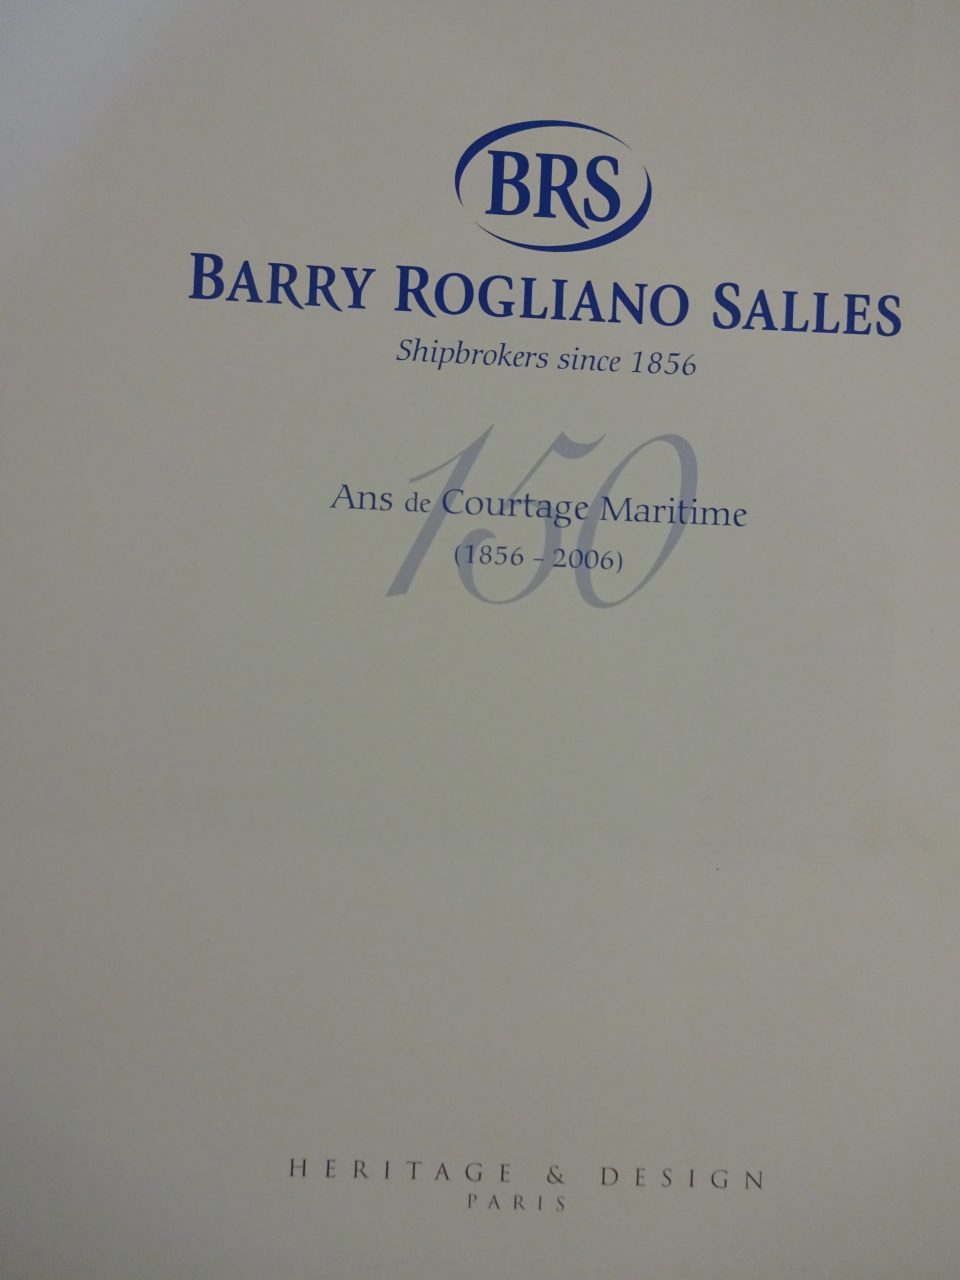 BRS
BARRY ROGLIANO SALLES
Shipbrokers since 1856
150
Ans de Courtage Maritime
(1856 - 2006)
HERITAGE & DESIGN
PARIS